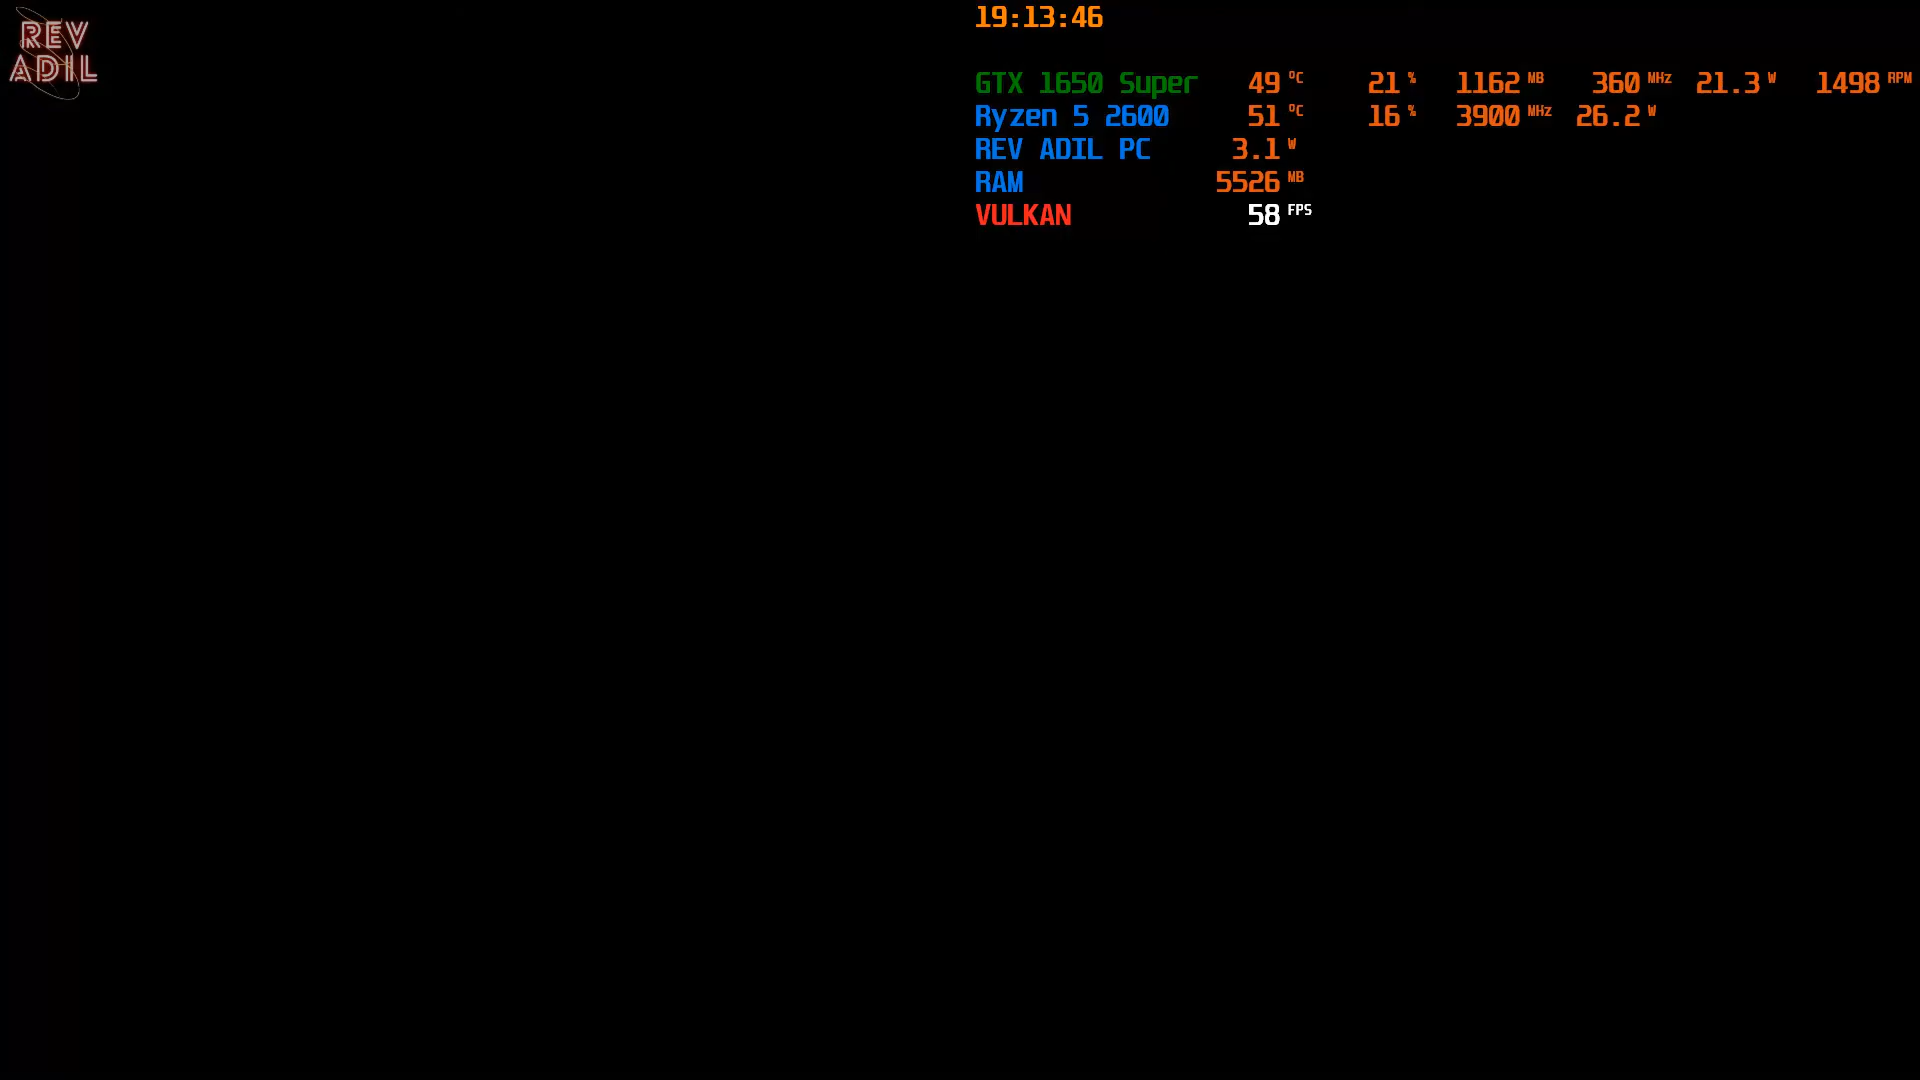 REV
ADIL
19:13:46
GTX 1650 Super 49 °C 21 % 1162 MB 360 MHz 21.3 W 1498 RPM
Ryzen 5 2600 51 °C 16 % 3900 MHz 26.2 W
REV ADIL PC 3.1 W
RAM 5526 MB
VULKAN 58 FPS